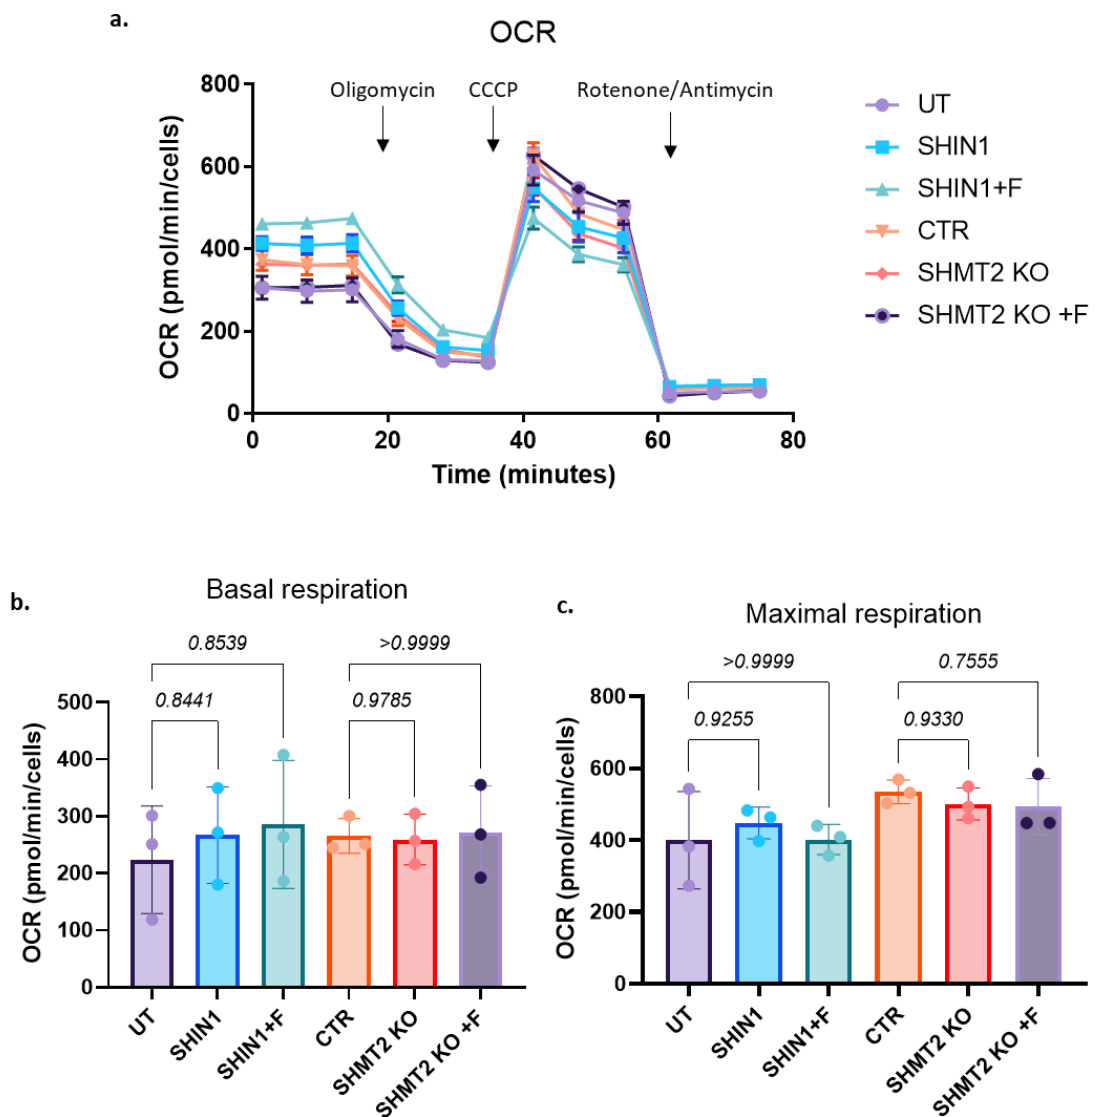 a.
OCR
OCR (pmol/min/cells)
800
600
400
200
0
Oligomycin
CCCP
Rotenone/Antimycin
0
20
40
60
80
Time (minutes)
UT
SHIN1
SHIN1+F
CTR
SHMT2 KO
SHMT2 KO +F
b.
Basal respiration
0.8539
>0.9999
0.8441
0.9785
OCR (pmol/min/cells)
500
400
300
200
100
0
UT
SHIN1
SHIN1+F
CTR
SHMT2 KO
SHMT2 KO +F
c.
Maximal respiration
>0.9999
0.7555
0.9255
0.9330
OCR (pmol/min/cells)
800
600
400
200
0
UT
SHIN1
SHIN1+F
CTR
SHMT2 KO
SHMT2 KO +F